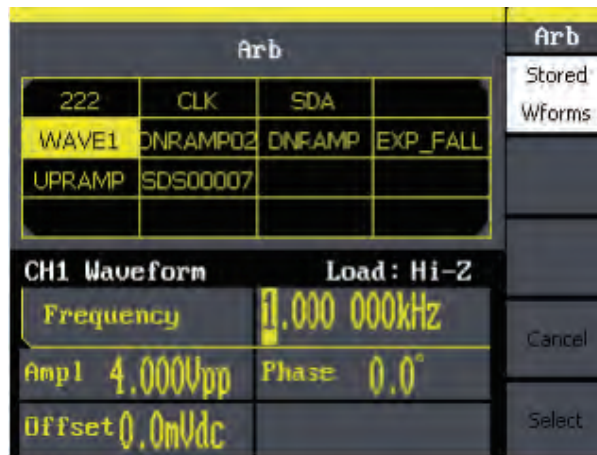 Arb
222 CLK SDA
WAVE1 DNRAMP02 DNRAMP EXP_FALL
UPRAMP SDS00007
CH1 Waveform Load: Hi-Z
Frequency 1.000 000kHz
Ampl 4.000Vpp Phase 0.0°
Offset 0.0mVdc
Arb
Stored
Wforms
Cancel
Select